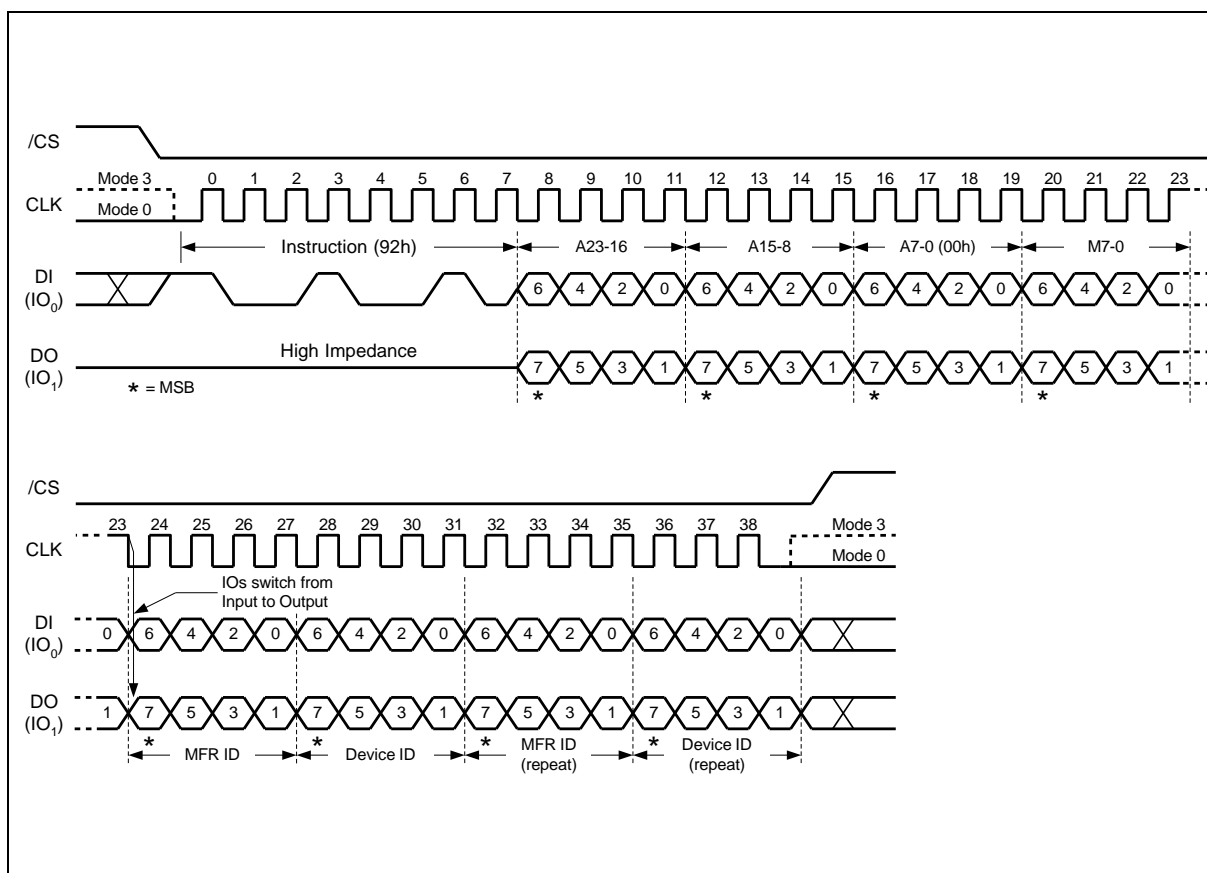 /CS
Mode 3
0 1 2 3 4 5 6 7 8 9 10 11 12 13 14 15 16 17 18 19 20 21 22 23
CLK
Mode 0
Instruction (92h) A23-16 A15-8 A7-0 (00h) M7-0
DI
(IO0)
6 4 2 0 6 4 2 0 6 4 2 0 6 4 2 0
High Impedance
DO
(IO1)
7 5 3 1 7 5 3 1 7 5 3 1 7 5 3 1
* = MSB
* * * *
/CS
23 24 25 26 27 28 29 30 31 32 33 34 35 36 37 38
Mode 3
CLK
Mode 0
IOs switch from
Input to Output
DI
(IO0)
0 6 4 2 0 6 4 2 0 6 4 2 0 6 4 2 0
DO
(IO1)
1 7 5 3 1 7 5 3 1 7 5 3 1 7 5 3 1
* * * *
MFR ID Device ID MFR ID
(repeat)
Device ID
(repeat)